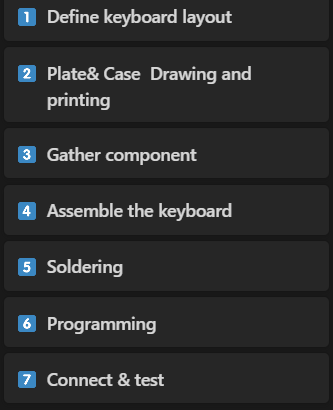 1 Define keyboard layout
2 Plate& Case  Drawing and
printing
3 Gather component
4 Assemble the keyboard
5 Soldering
6 Programming
7 Connect & test